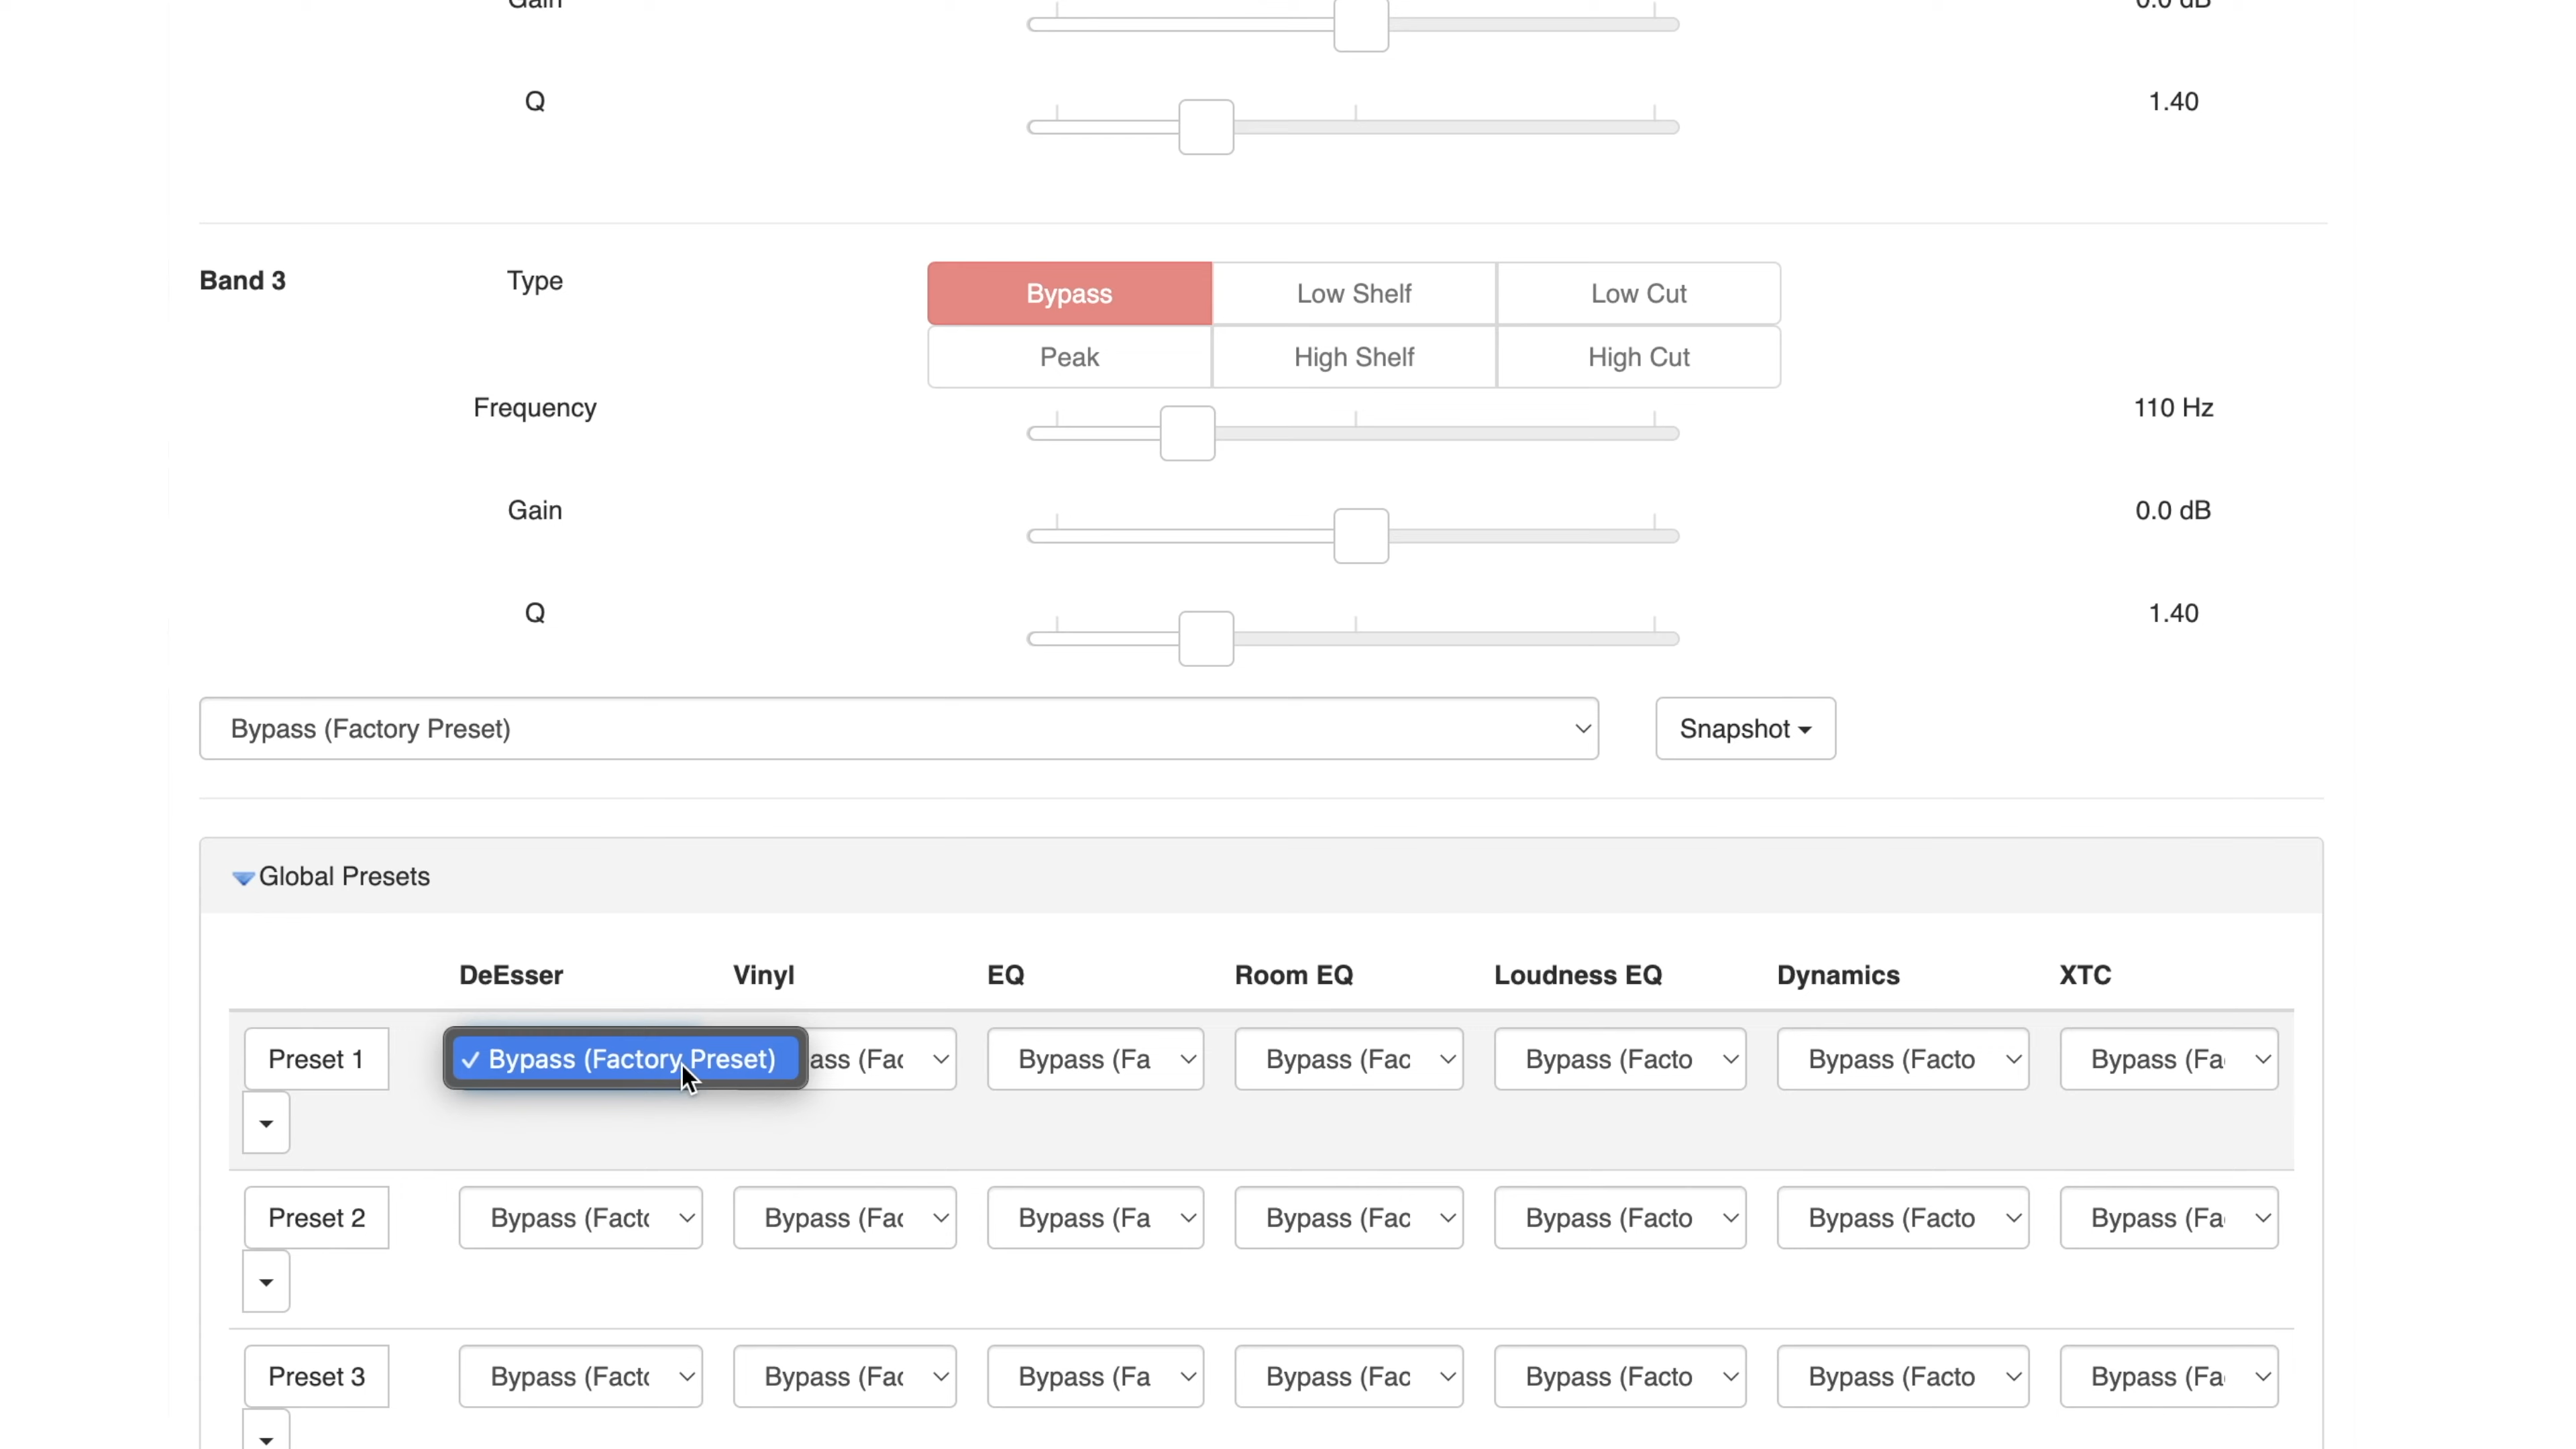 Gain 0.0 dB
Q 1.40
Band 3 Type Bypass Low Shelf Low Cut
Peak High Shelf High Cut
Frequency 110 Hz
Gain 0.0 dB
Q 1.40
Bypass (Factory Preset) Snapshot
Global Presets
DeEsser Vinyl EQ Room EQ Loudness EQ Dynamics XTC
Preset 1 ✓ Bypass (Factory Preset) ass (Fac Bypass (Fa Bypass (Fac Bypass (Facto Bypass (Facto Bypass (Fa
Preset 2 Bypass (Facto Bypass (Fac Bypass (Fa Bypass (Fac Bypass (Facto Bypass (Facto Bypass (Fa
Preset 3 Bypass (Facto Bypass (Fac Bypass (Fa Bypass (Fac Bypass (Facto Bypass (Facto Bypass (Fa